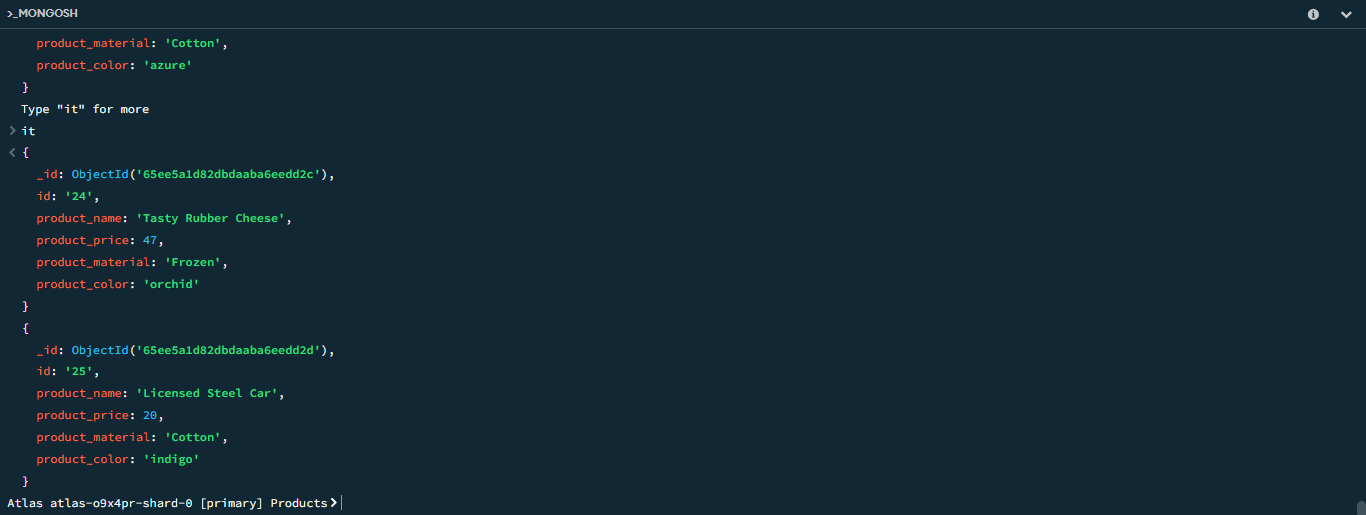 >_MONGOSH
product_material: 'Cotton',
product_color: 'azure'
}
Type "it" for more
> it
< {
_id: ObjectId('65ee5a1d82dbdaaba6eedd2c'),
id: '24',
product_name: 'Tasty Rubber Cheese',
product_price: 47,
product_material: 'Frozen',
product_color: 'orchid'
}
{
_id: ObjectId('65ee5a1d82dbdaaba6eedd2d'),
id: '25',
product_name: 'Licensed Steel Car',
product_price: 20,
product_material: 'Cotton',
product_color: 'indigo'
}
Atlas atlas-o9x4pr-shard-0 [primary] Products>